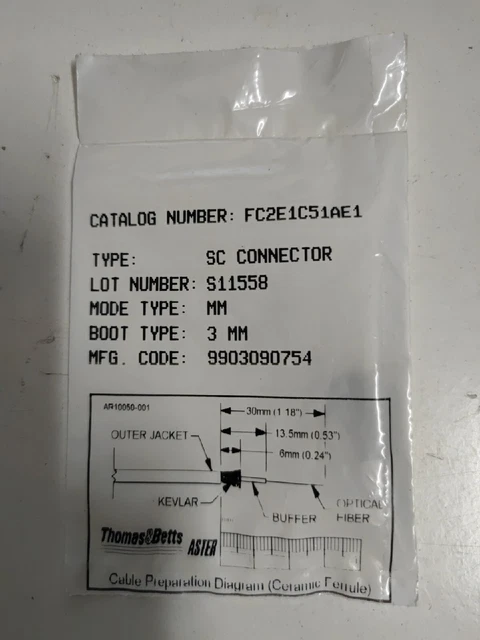 CATALOG NUMBER: FC2E1C51AE1
TYPE: SC CONNECTOR
LOT NUMBER: S11558
MODE TYPE: MM
BOOT TYPE: 3 MM
MFG. CODE: 9903090754
AR10050-001
30mm (1 18")
13.5mm (0.53")
6mm (0.24")
OUTER JACKET
KEVLAR
BUFFER
OPTICAL
FIBER
Thomas&Betts
ASTER
Cable Preparation Diagram (Ceramic Ferrule)